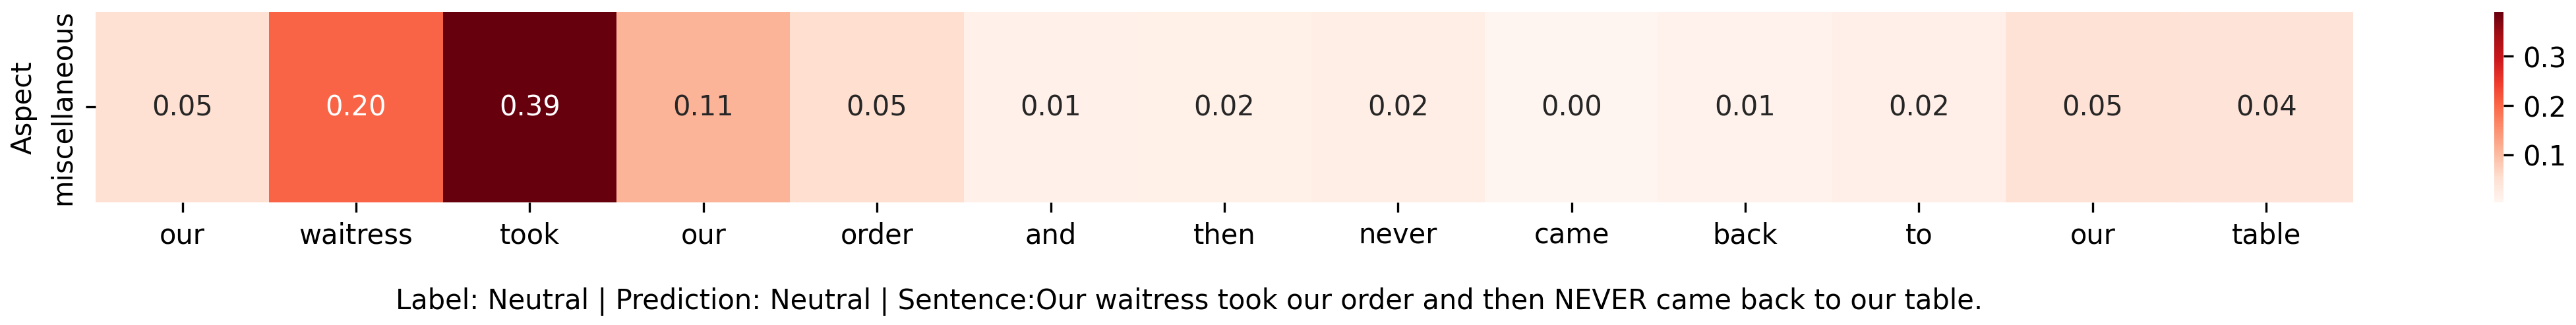 Aspect
miscellaneous
0.05 0.20 0.39 0.11 0.05 0.01 0.02 0.02 0.00 0.01 0.02 0.05 0.04
our waitress took our order and then never came back to our table
0.3
0.2
0.1
Label: Neutral | Prediction: Neutral | Sentence:Our waitress took our order and then NEVER came back to our table.